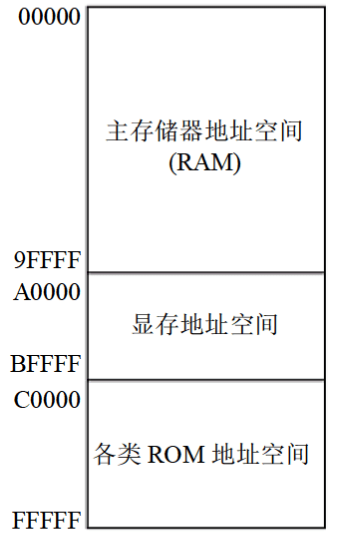 00000
主存储器地址空间
(RAM)
9FFFF
A0000
显存地址空间
BFFFF
C0000
各类 ROM 地址空间
FFFFF